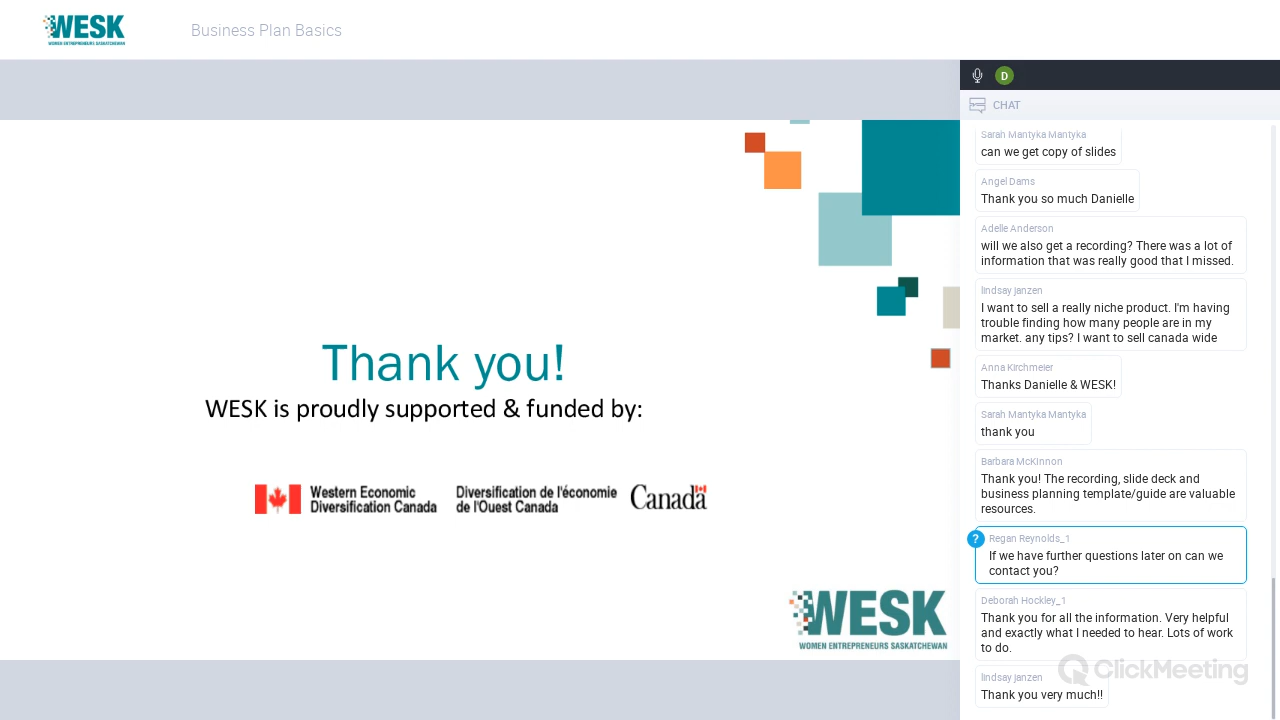 WESK
WOMEN ENTREPRENEURS SASKATCHEWAN
Business Plan Basics
D
CHAT
Thank you!
WESK is proudly supported & funded by:
Western Economic
Diversification Canada
Diversification de l'économie
de l'Ouest Canada
Canada
WESK
WOMEN ENTREPRENEURS SASKATCHEWAN
Sarah Mantyka Mantyka
can we get copy of slides
Angel Dams
Thank you so much Danielle
Adelle Anderson
will we also get a recording? There was a lot of
information that was really good that I missed.
lindsay janzen
I want to sell a really niche product. I'm having
trouble finding how many people are in my
market. any tips? I want to sell canada wide
Anna Kirchmeier
Thanks Danielle & WESK!
Sarah Mantyka Mantyka
thank you
Barbara McKinnon
Thank you! The recording, slide deck and
business planning template/guide are valuable
resources.
?
Regan Reynolds_1
If we have further questions later on can we
contact you?
Deborah Hockley_1
Thank you for all the information. Very helpful
and exactly what I needed to hear. Lots of work
to do.
lindsay janzen
Thank you very much!!
ClickMeeting